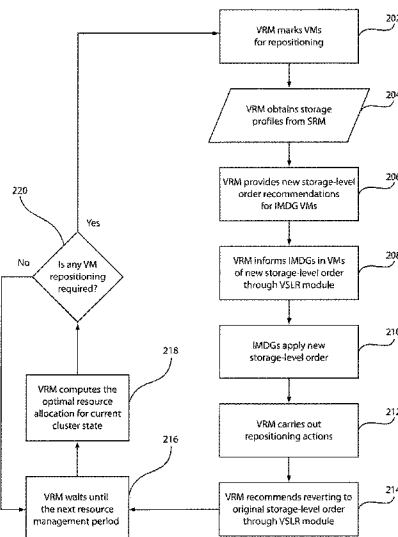 VRM marks VMs
for repositioning
202
VRM obtains storage
profiles from SRM
204
VRM provides new storage-level
order recommendations
for IMDG VMs
206
VRM informs IMDGs in VMs
of new storage-level order
through VSLR module
208
IMDGs apply new
storage-level order
210
VRM carries out
repositioning actions
212
VRM recommends reverting to
original storage-level order
through VSLR module
214
VRM waits until
the next resource
management period
216
VRM computes the
optimal resource
allocation for current
cluster state
218
Is any VM
repositioning
required?
220
Yes
No